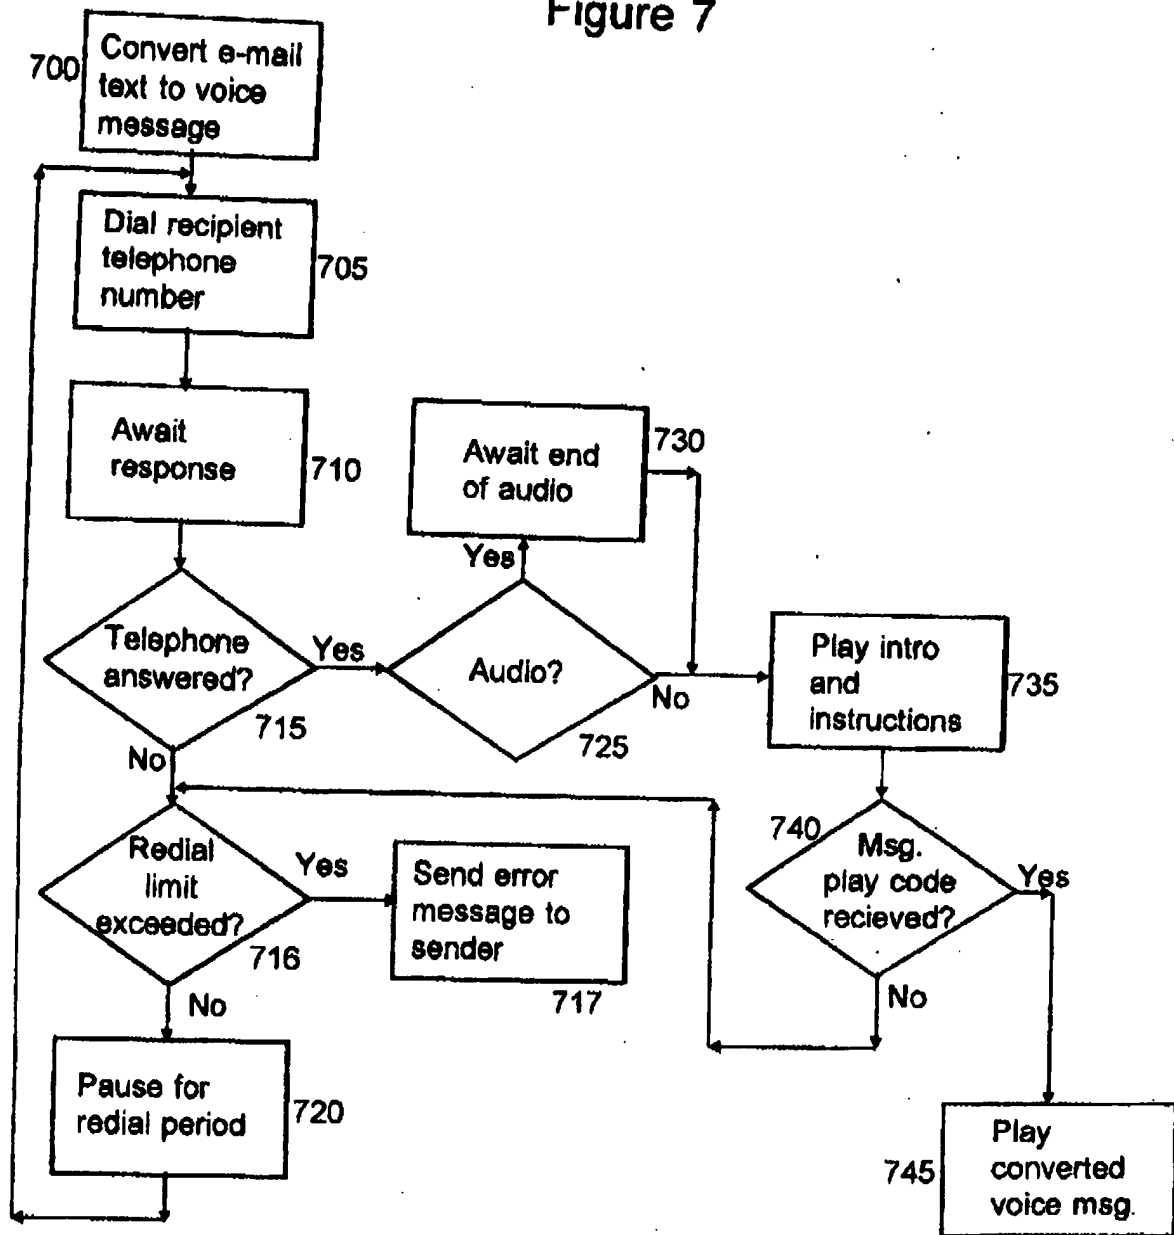 Figure 7
700
Convert e-mail
text to voice
message
Dial recipient
telephone
number
705
Await
response
710
Await end
of audio
730
Yes
Telephone
answered?
Yes
715
Audio?
No
725
Play intro
and
instructions
735
No
Redial
limit
exceeded?
Yes
716
Send error
message to
sender
717
740
Msg.
play code
recieved?
Yes
No
No
Pause for
redial period
720
745
Play
converted
voice msg.